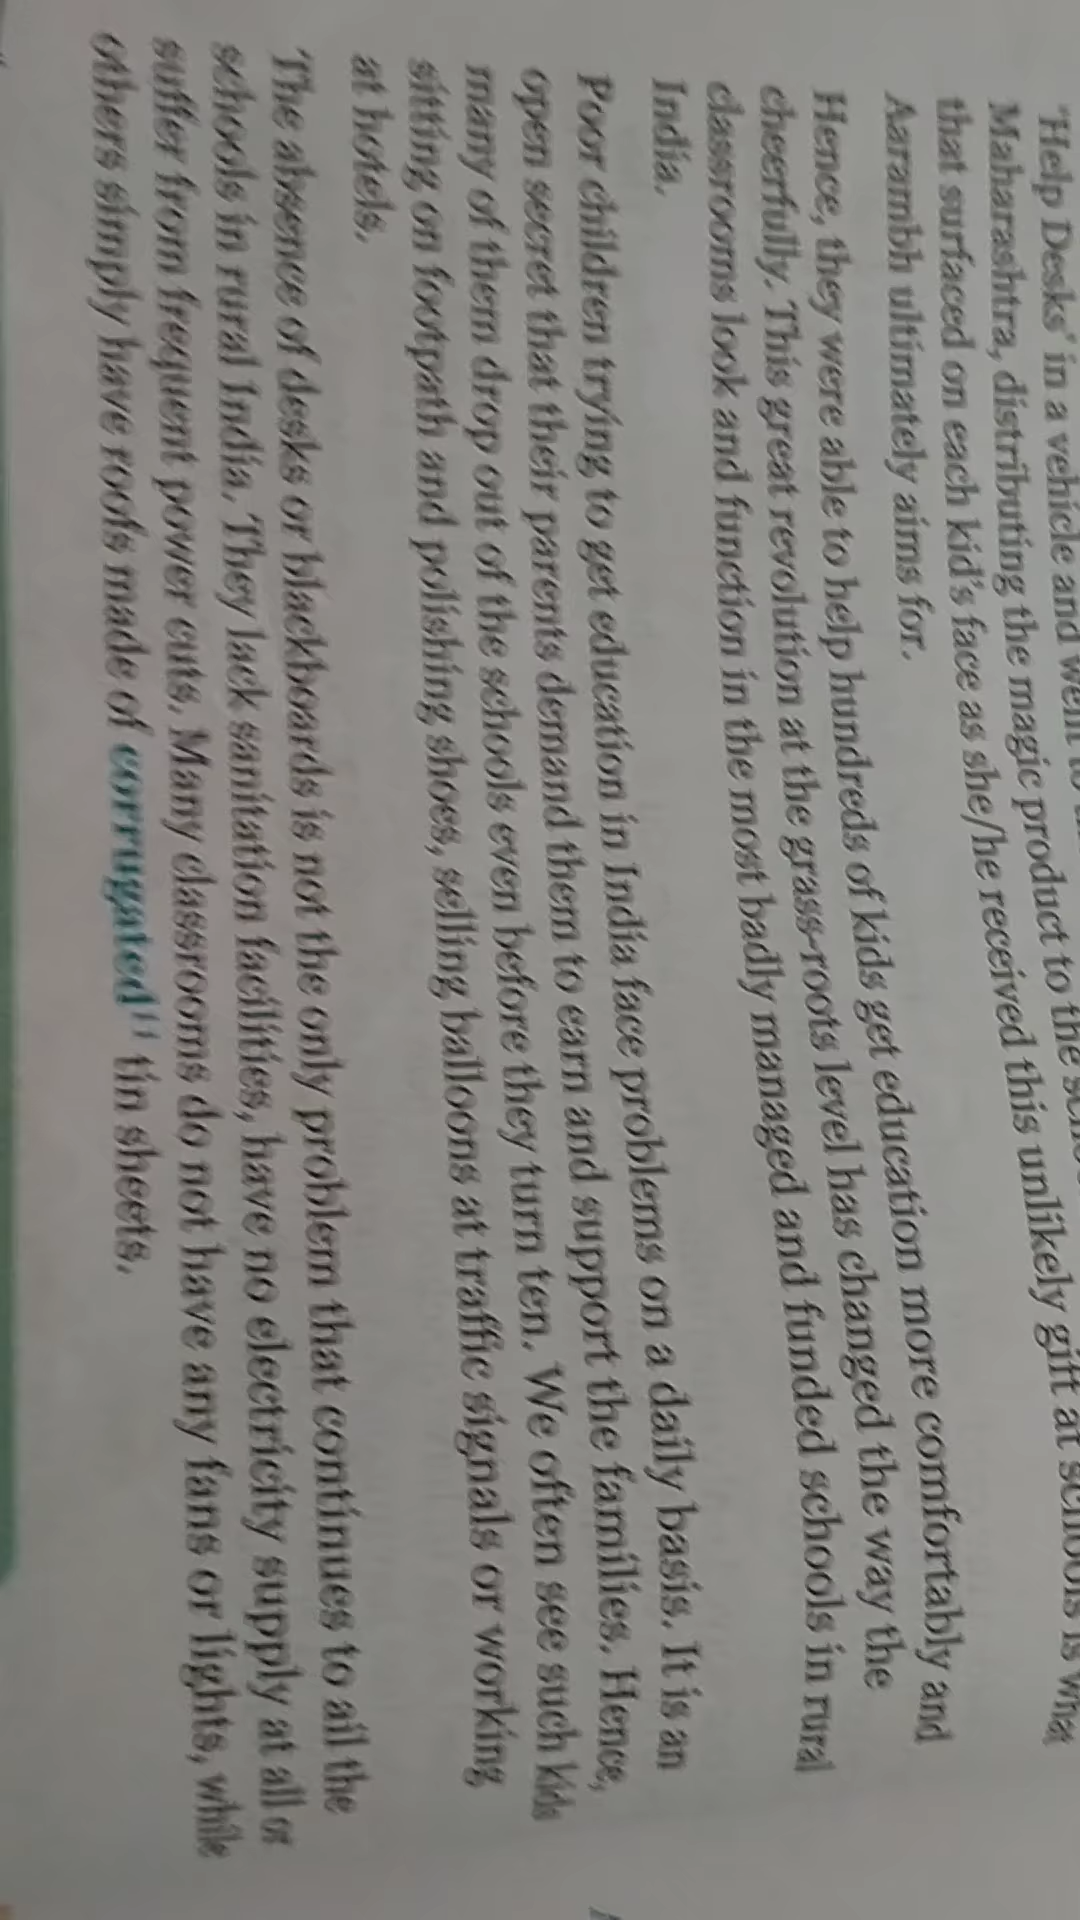 'Help Desks' in a vehicle and went to
Maharashtra, distributing the magic product to the
that surfaced on each kid's face as she/he received this unlikely gift at schools is what
Aarambh ultimately aims for.
Hence, they were able to help hundreds of kids get education more comfortably and
cheerfully. This great revolution at the grass-roots level has changed the way the
classrooms look and function in the most badly managed and funded schools in rural
India.
Poor children trying to get education in India face problems on a daily basis. It is an
open secret that their parents demand them to earn and support the families. Hence,
many of them drop out of the schools even before they turn ten. We often see such kids
sitting on footpath and polishing shoes, selling balloons at traffic signals or working
at hotels.
The absence of desks or blackboards is not the only problem that continues to ail the
schools in rural India. They lack sanitation facilities, have no electricity supply at all or
suffer from frequent power cuts. Many classrooms do not have any fans or lights, while
others simply have roofs made of corrugated¹¹ tin sheets.